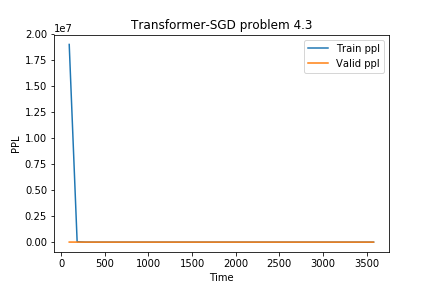 Transformer-SGD problem 4.3
1e7
Train ppl
Valid ppl
2.00
1.75
1.50
1.25
1.00
0.75
0.50
0.25
0.00
PPL
0 500 1000 1500 2000 2500 3000 3500
Time